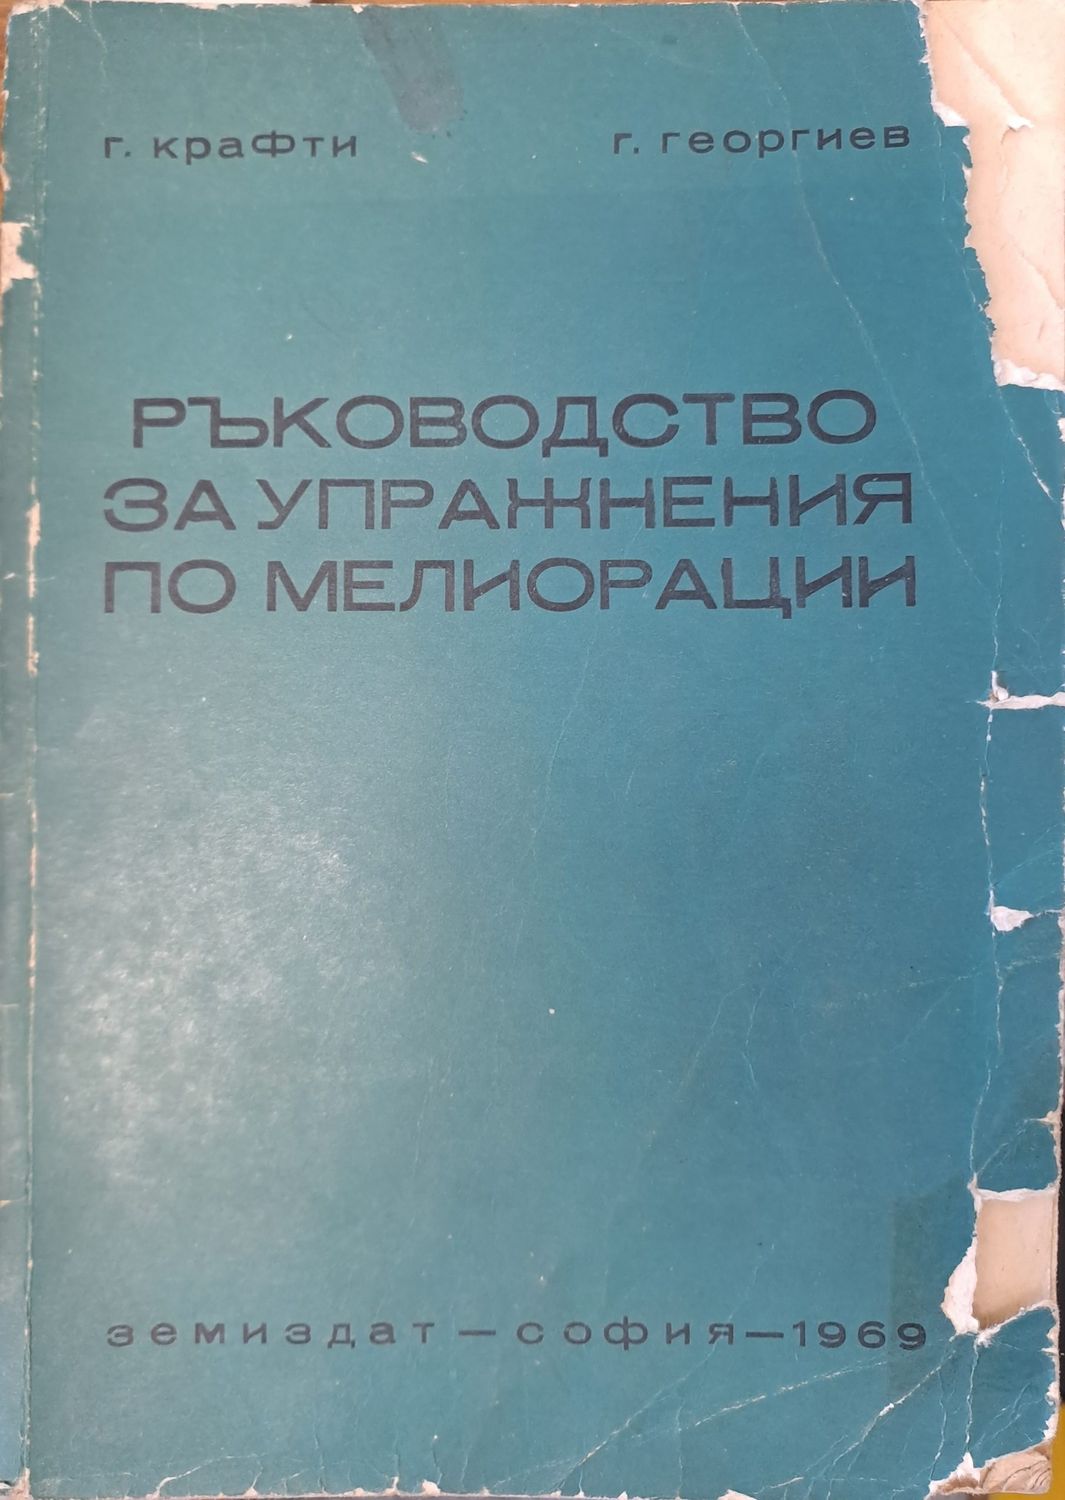 г. крафти г. георгиев
РЪКОВОДСТВО
ЗА УПРАЖНЕНИЯ
ПО МЕЛИОРАЦИИ
земиздат — софия — 1969